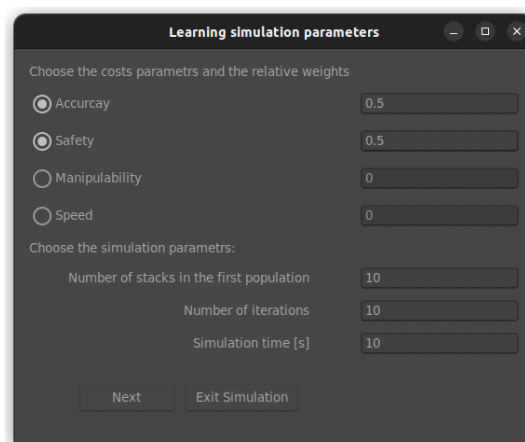 Learning simulation parameters
Choose the costs parametrs and the relative weights
Accurcay 0.5
Safety 0.5
Manipulability 0
Speed 0
Choose the simulation parametrs:
Number of stacks in the first population 10
Number of iterations 10
Simulation time [s] 10
Next Exit Simulation